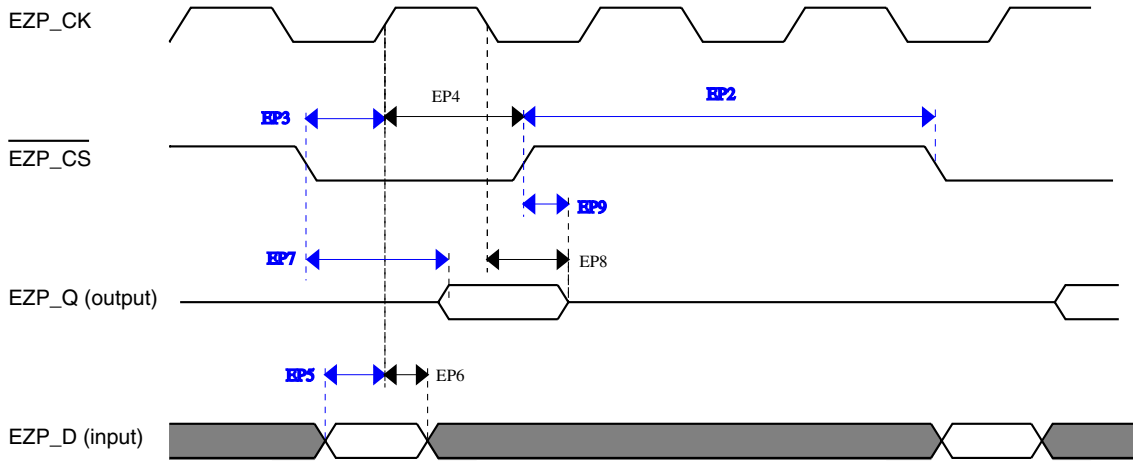 EZP_CK
EP4
EP2
EP3
EZP_CS
EP9
EP7
EP8
EZP_Q (output)
EP5
EP6
EZP_D (input)